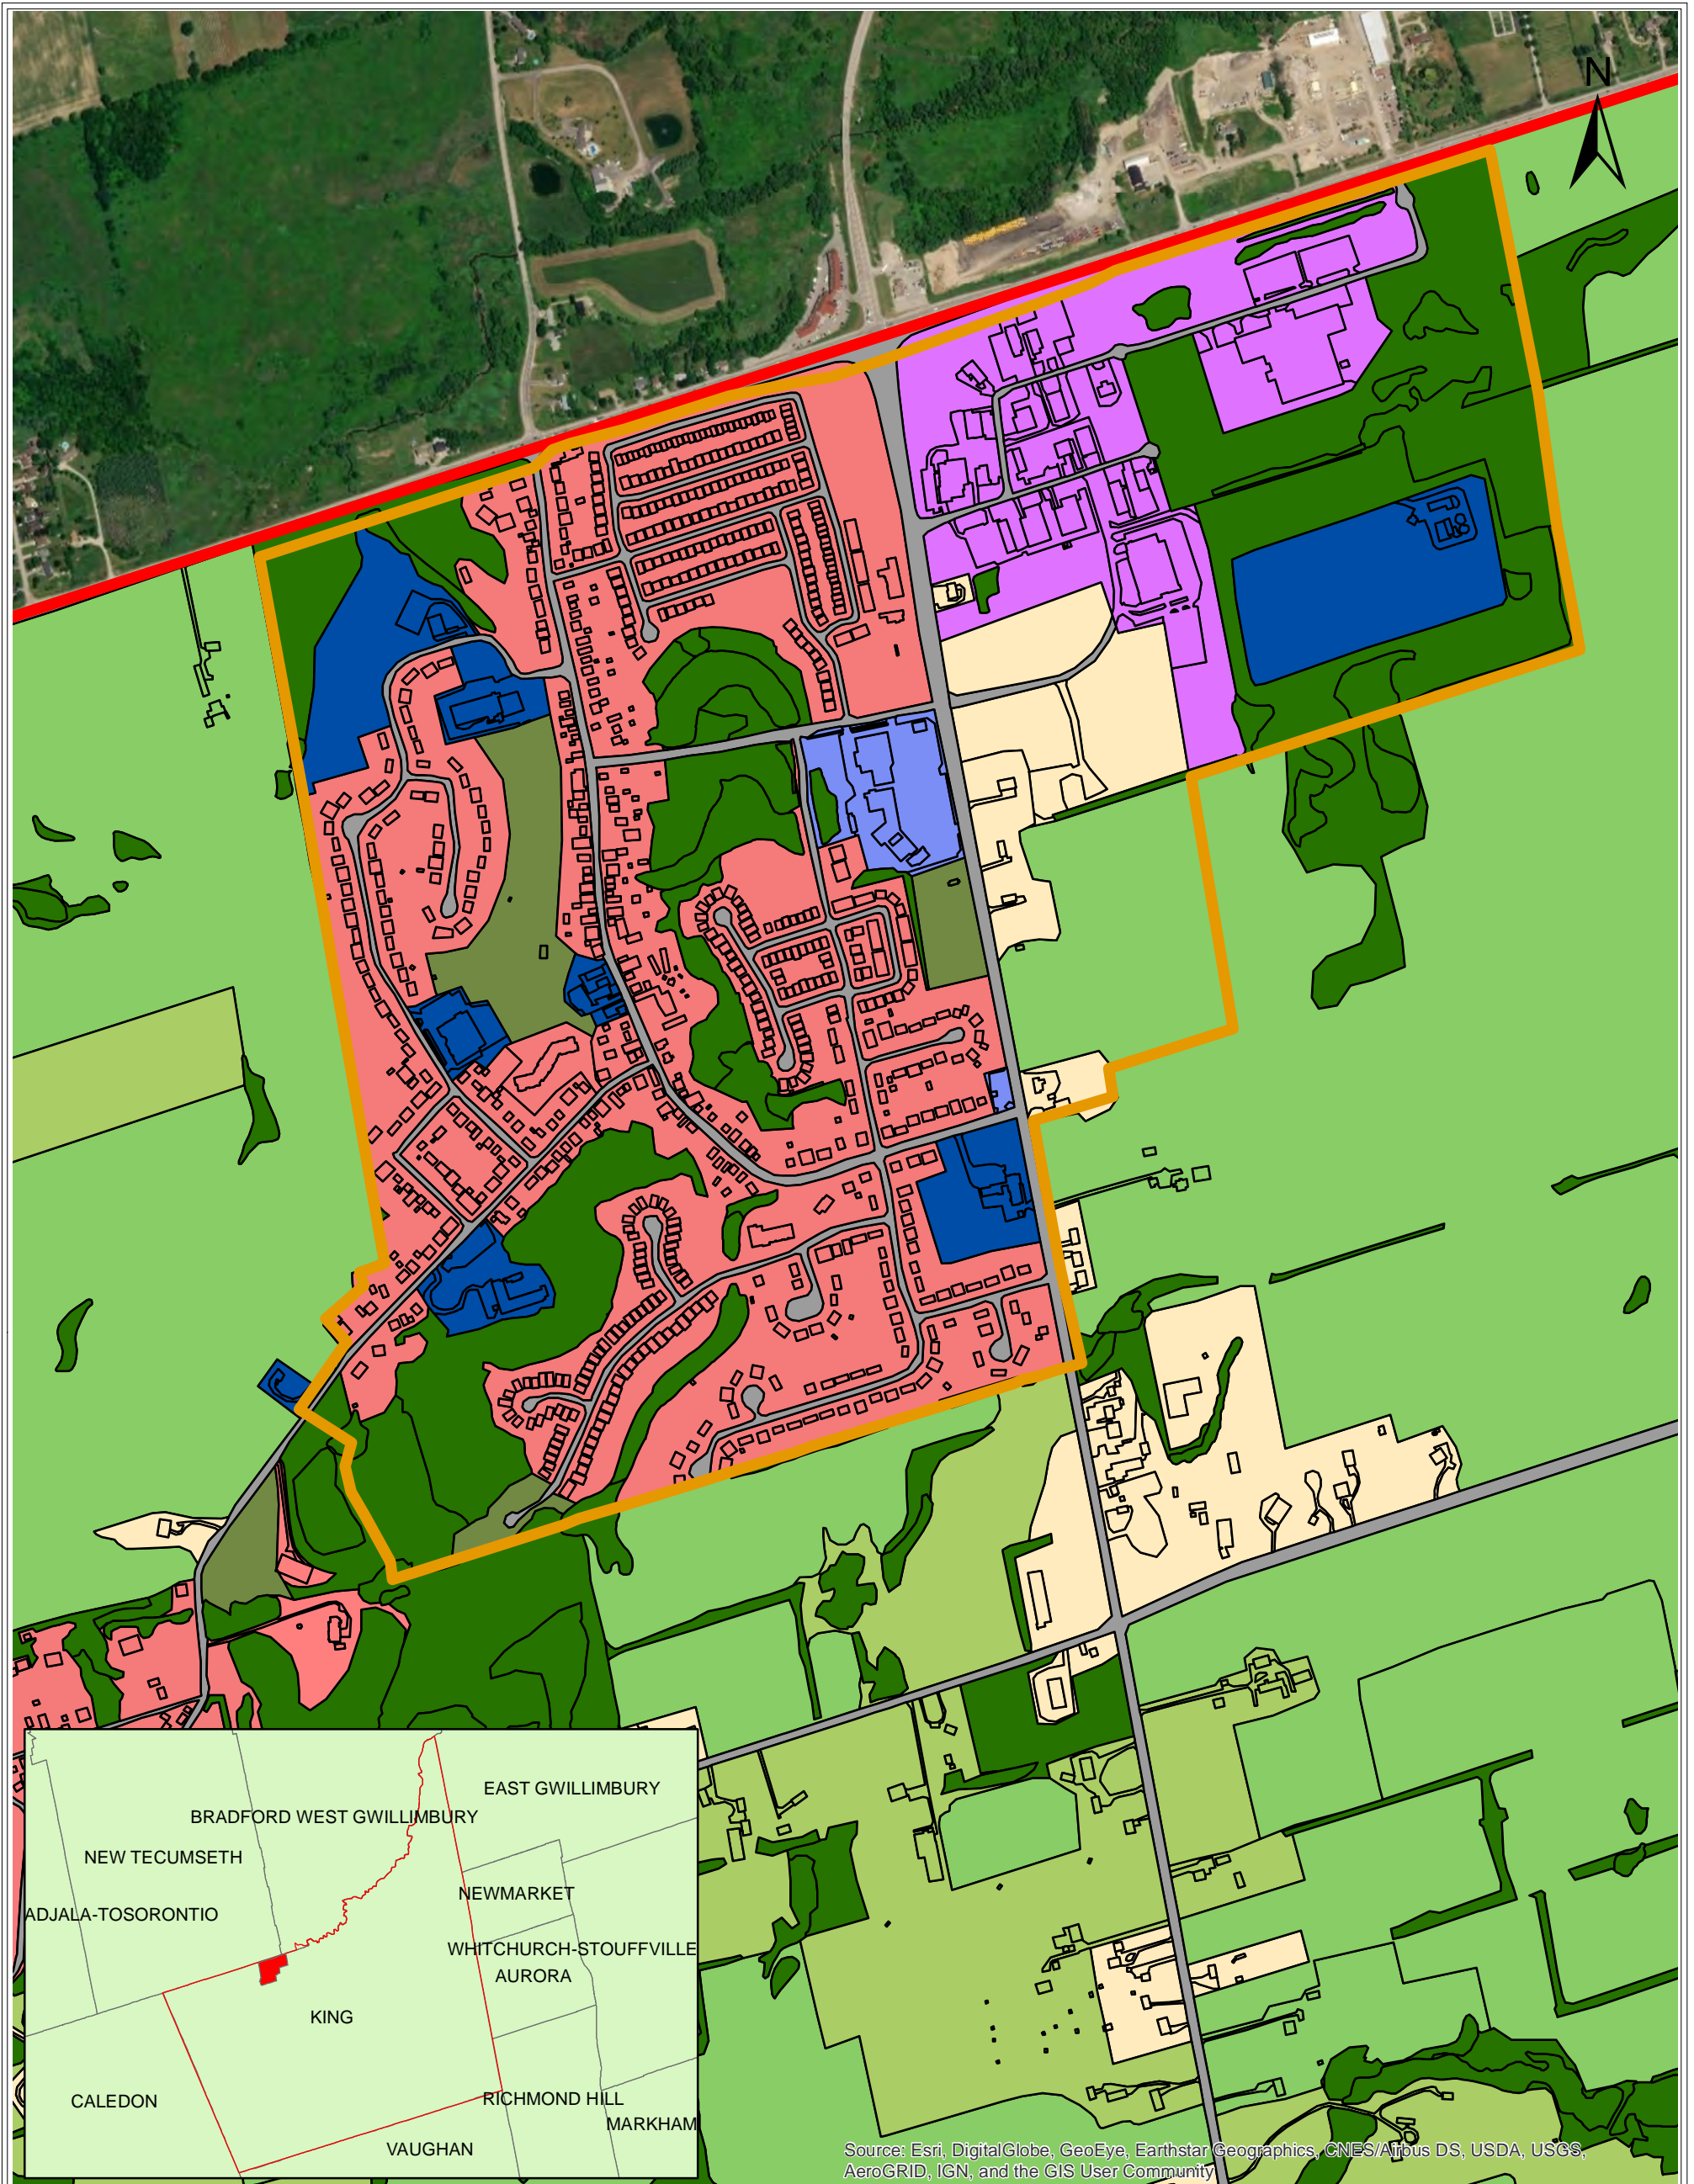 N
EAST GWILLIMBURY
BRADFORD WEST GWILLIMBURY
NEW TECUMSETH
NEWMARKET
ADJALA-TOSORONTIO
WHITCHURCH-STOUFFVILLE
AURORA
KING
CALEDON
RICHMOND HILL
MARKHAM
VAUGHAN
Source: Esri, DigitalGlobe, GeoEye, Earthstar Geographics, CNES/Airbus DS, USDA, USGS,
AeroGRID, IGN, and the GIS User Community